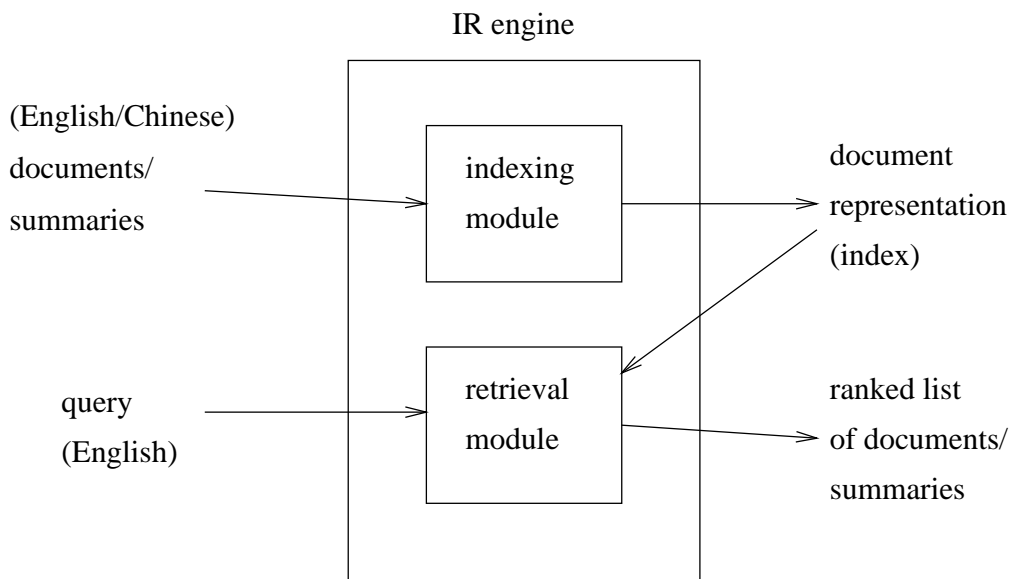 IR engine
(English/Chinese)
documents/
summaries
indexing
module
document
representation
(index)
query
(English)
retrieval
module
ranked list
of documents/
summaries